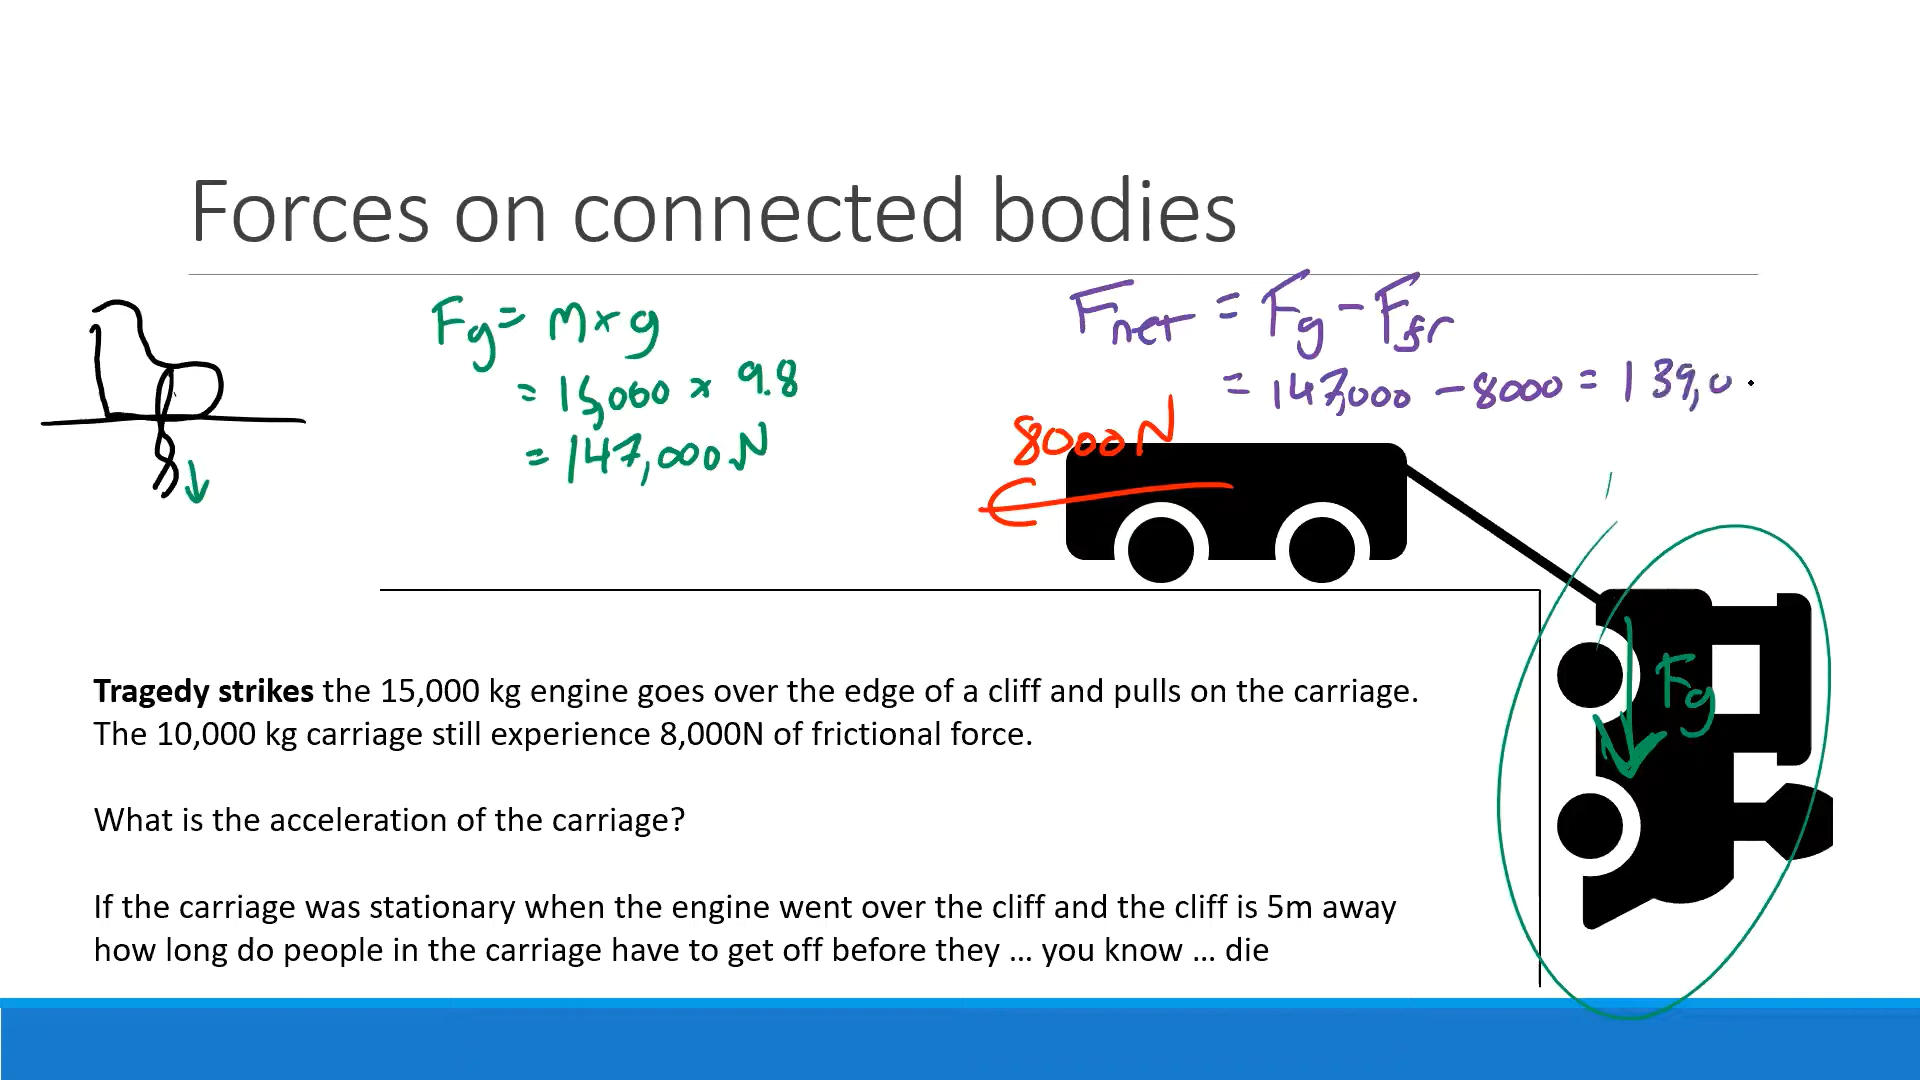 Forces on connected bodies
Fg = m x g
= 15,000 x 9.8
= 147,000 N
Fnet = Fg - Ffr
= 147,000 - 8000 = 139,0
8000N
Fg
Tragedy strikes the 15,000 kg engine goes over the edge of a cliff and pulls on the carriage.
The 10,000 kg carriage still experience 8,000N of frictional force.
What is the acceleration of the carriage?
If the carriage was stationary when the engine went over the cliff and the cliff is 5m away
how long do people in the carriage have to get off before they ... you know ... die